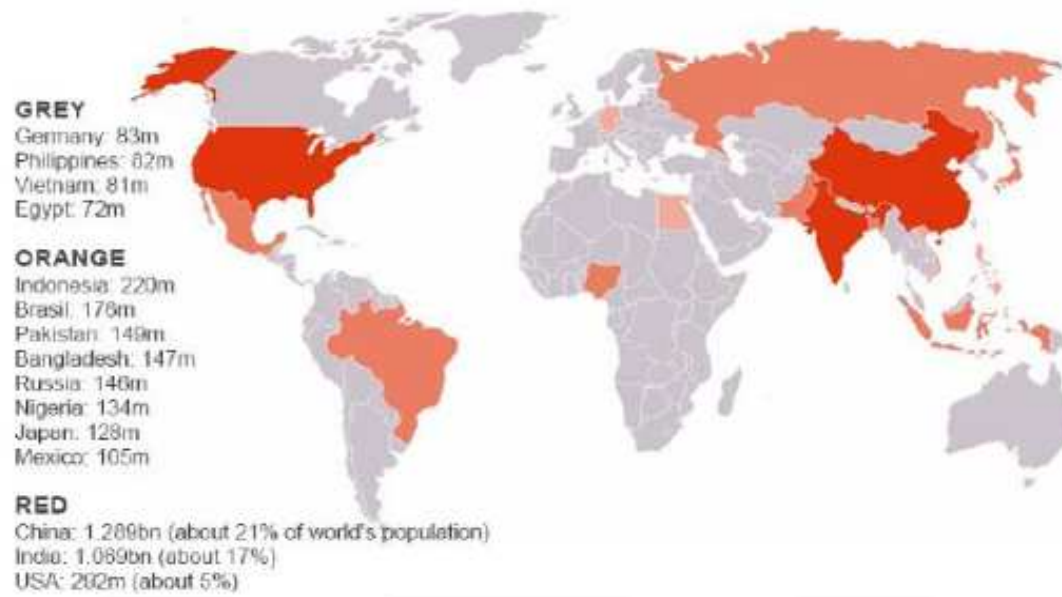 GREY
Germany: 83m
Philippines: 82m
Vietnam: 81m
Egypt: 72m
ORANGE
Indonesia: 220m
Brasil: 176m
Pakistan: 149m
Bangladesh: 147m
Russia: 146m
Nigeria: 134m
Japan: 128m
Mexico: 105m
RED
China: 1.289bn (about 21% of world's population)
India: 1.069bn (about 17%)
USA: 292m (about 5%)